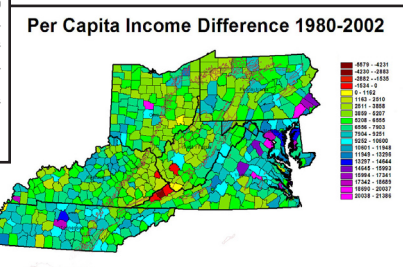 Per Capita Income Difference 1980-2002
-5579 - -4231
-4230 - -2883
-2882 - -1535
-1534 - 0
0 - 1162
1163 - 2510
2511 - 3858
3859 - 5207
5208 - 6555
6556 - 7903
7904 - 9251
9252 - 10600
10601 - 11948
11949 - 13296
13297 - 14644
14645 - 15993
15994 - 17341
17342 - 18689
18690 - 20037
20038 - 21386